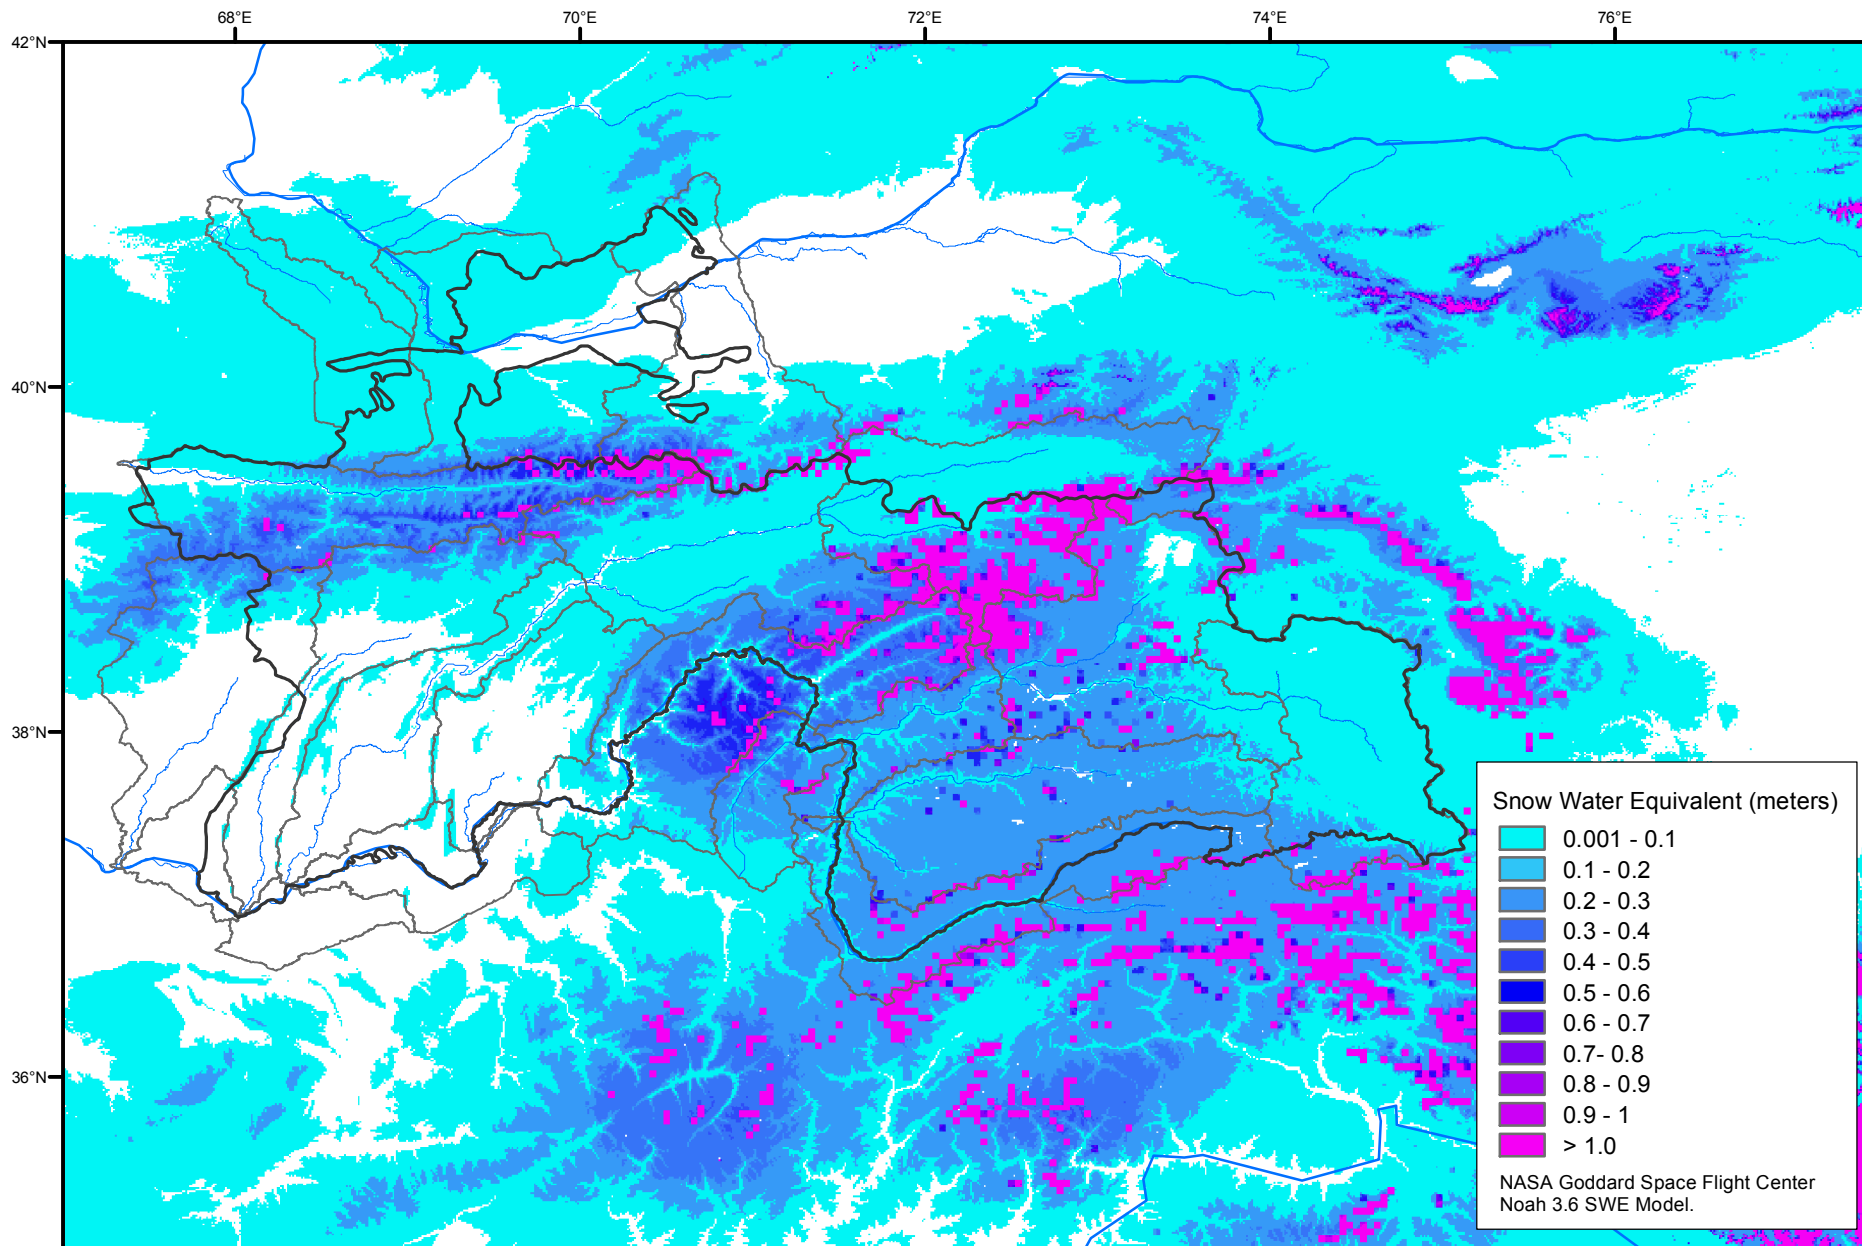 68°E 70°E 72°E 74°E 76°E
42°N
40°N
38°N
36°N
Snow Water Equivalent (meters)
0.001 - 0.1
0.1 - 0.2
0.2 - 0.3
0.3 - 0.4
0.4 - 0.5
0.5 - 0.6
0.6 - 0.7
0.7- 0.8
0.8 - 0.9
0.9 - 1
> 1.0
NASA Goddard Space Flight Center
Noah 3.6 SWE Model.